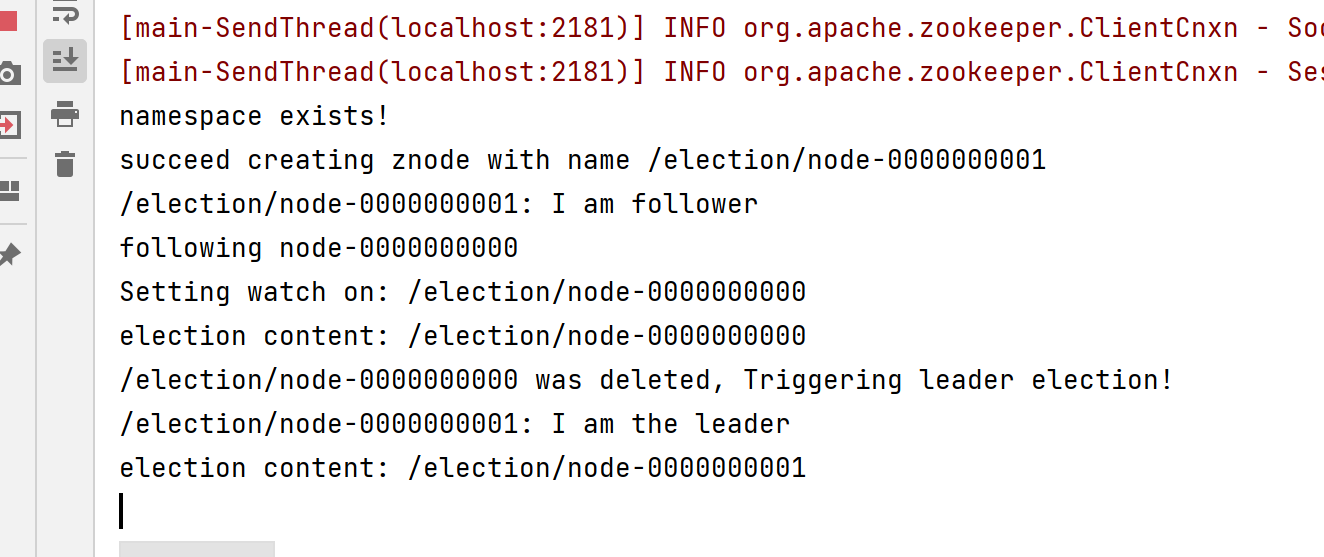 [main-SendThread(localhost:2181)] INFO org.apache.zookeeper.ClientCnxn - Soc
[main-SendThread(localhost:2181)] INFO org.apache.zookeeper.ClientCnxn - Ses
namespace exists!
succeed creating znode with name /election/node-0000000001
/election/node-0000000001: I am follower
following node-0000000000
Setting watch on: /election/node-0000000000
election content: /election/node-0000000000
/election/node-0000000000 was deleted, Triggering leader election!
/election/node-0000000001: I am the leader
election content: /election/node-0000000001